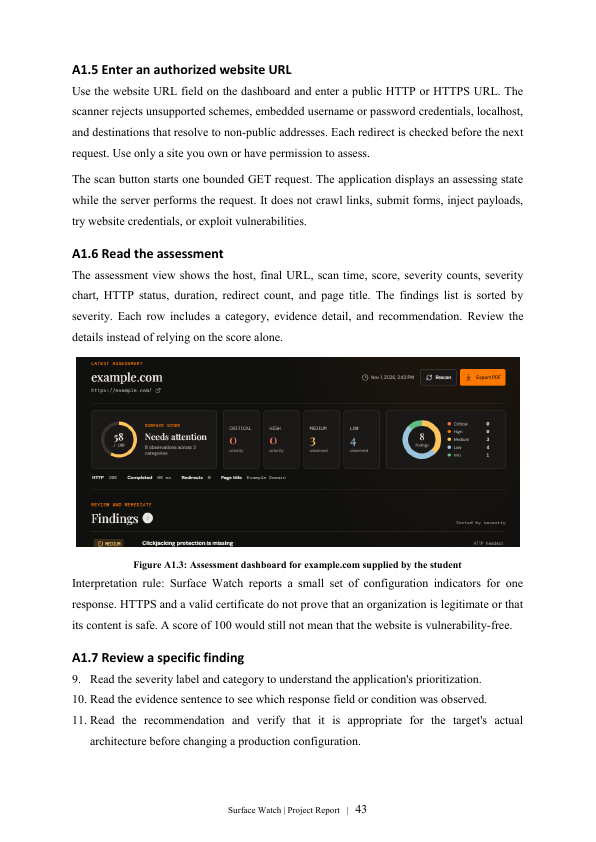 A1.5 Enter an authorized website URL
Use the website URL field on the dashboard and enter a public HTTP or HTTPS URL. The
scanner rejects unsupported schemes, embedded username or password credentials, localhost,
and destinations that resolve to non-public addresses. Each redirect is checked before the next
request. Use only a site you own or have permission to assess.
The scan button starts one bounded GET request. The application displays an assessing state
while the server performs the request. It does not crawl links, submit forms, inject payloads,
try website credentials, or exploit vulnerabilities.
A1.6 Read the assessment
The assessment view shows the host, final URL, scan time, score, severity counts, severity
chart, HTTP status, duration, redirect count, and page title. The findings list is sorted by
severity. Each row includes a category, evidence detail, and recommendation. Review the
details instead of relying on the score alone.
LATEST ASSESSMENT
example.com
https://example.com/
Nov 1, 2026, 2:43 PM
Rescan
Export PDF
58
/ 100
SURFACE SCORE
Needs attention
8 observations across 3
categories
CRITICAL
0
priority
HIGH
0
priority
MEDIUM
3
observed
LOW
4
observed
8
findings
Critical 0
High 0
Medium 3
Low 4
Info 1
HTTP 200 Completed 80 ms Redirects 0 Page title Example Domain
REVIEW AND REMEDIATE
Findings
Sorted by severity
MEDIUM Clickjacking protection is missing HTTP headers
Figure A1.3: Assessment dashboard for example.com supplied by the student
Interpretation rule: Surface Watch reports a small set of configuration indicators for one
response. HTTPS and a valid certificate do not prove that an organization is legitimate or that
its content is safe. A score of 100 would still not mean that the website is vulnerability-free.
A1.7 Review a specific finding
9. Read the severity label and category to understand the application's prioritization.
10. Read the evidence sentence to see which response field or condition was observed.
11. Read the recommendation and verify that it is appropriate for the target's actual
architecture before changing a production configuration.
Surface Watch | Project Report | 43